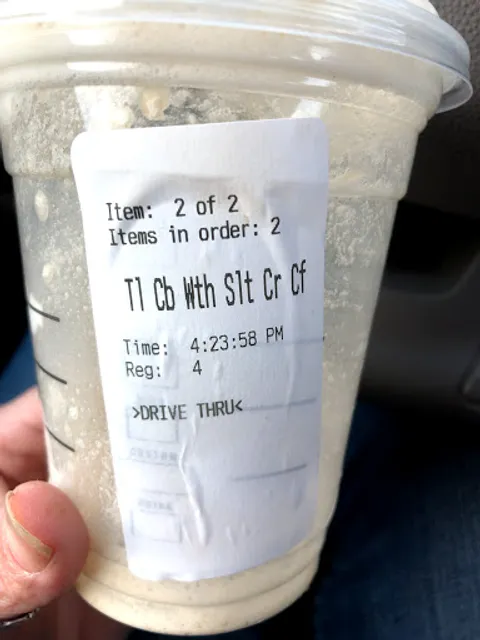 Item: 2 of 2
Items in order: 2
Tl Cb Wth Slt Cr Cf
Time: 4:23:58 PM
Reg: 4
>DRIVE THRU<